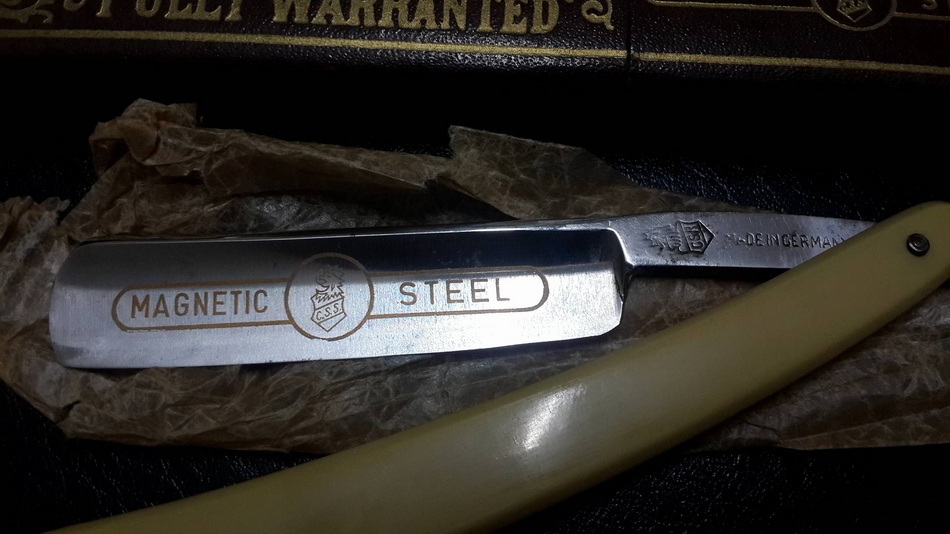 FULLY WARRANTED
MAGNETIC C.S.S. STEEL
MADE IN GERMANY